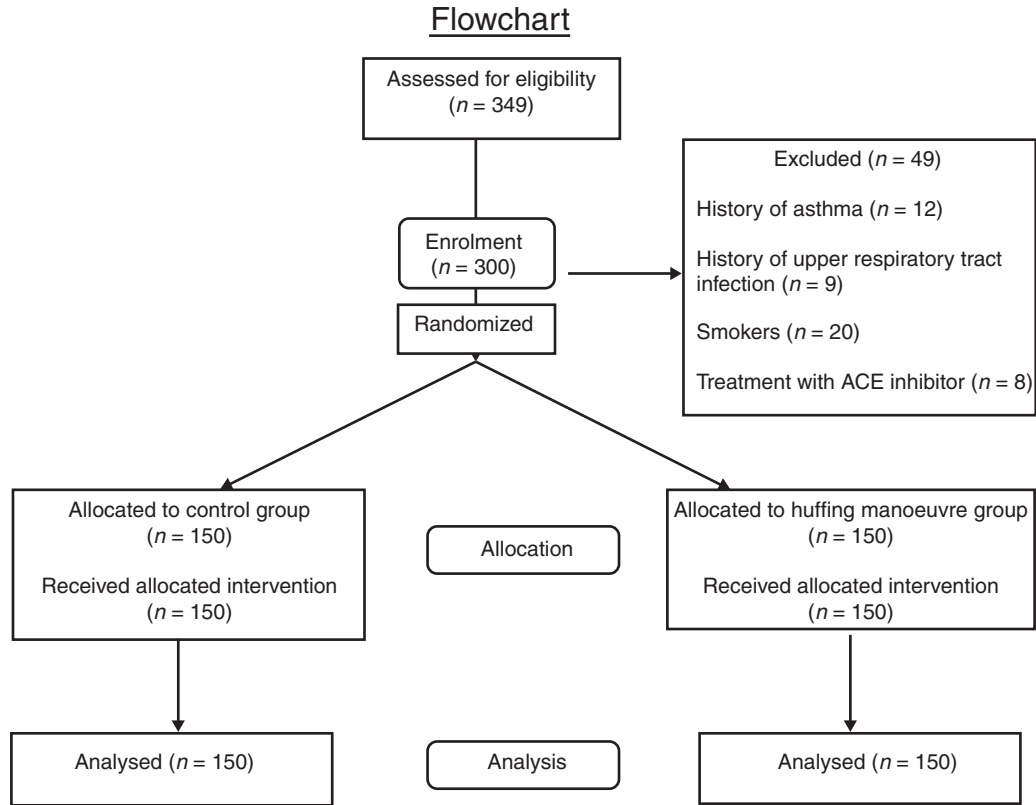 Flowchart
Assessed for eligibility
(n = 349)
Excluded (n = 49)
History of asthma (n = 12)
History of upper respiratory tract
infection (n = 9)
Smokers (n = 20)
Treatment with ACE inhibitor (n = 8)
Enrolment
(n = 300)
Randomized
Allocated to control group
(n = 150)
Received allocated intervention
(n = 150)
Allocation
Allocated to huffing manoeuvre group
(n = 150)
Received allocated intervention
(n = 150)
Analysed (n = 150)
Analysis
Analysed (n = 150)